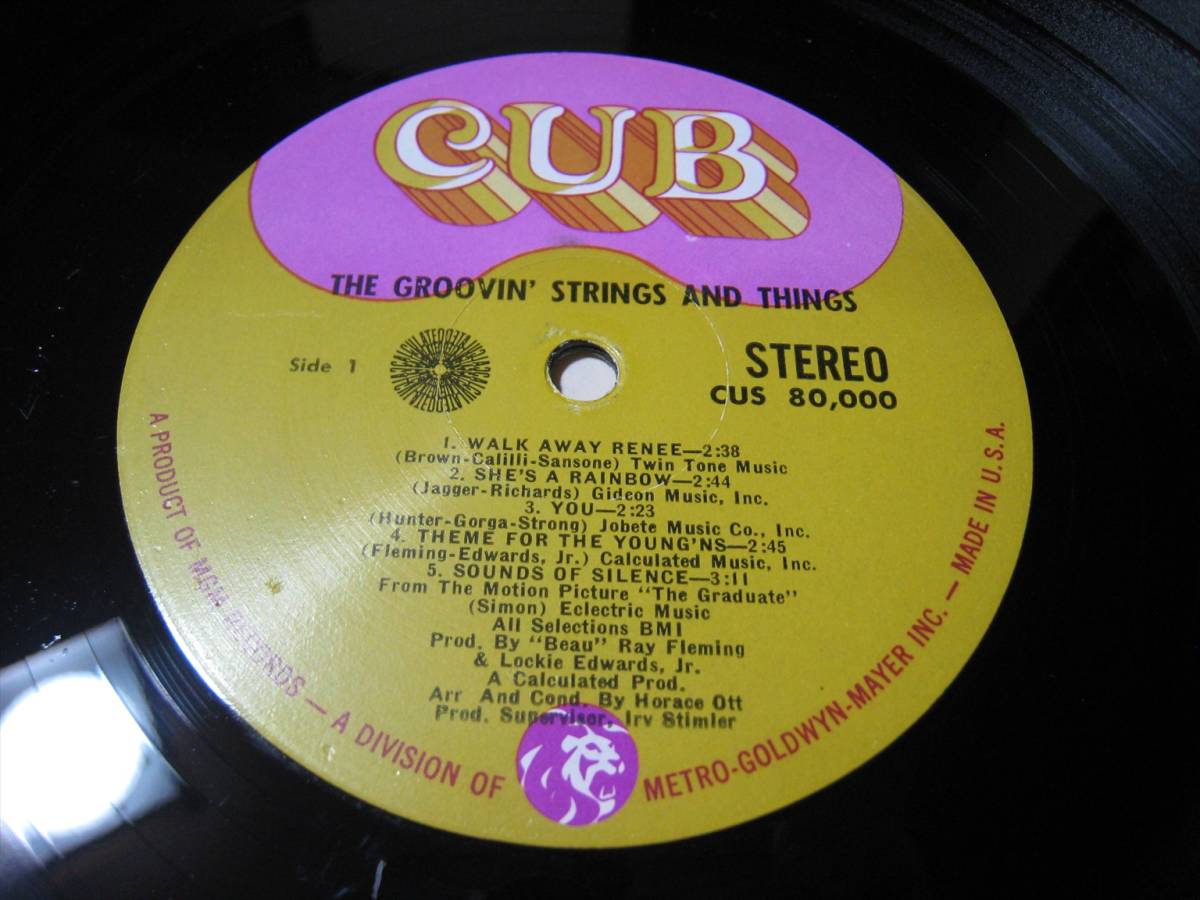 CUB
THE GROOVIN' STRINGS AND THINGS
Side 1
STEREO
CUS 80,000
1. WALK AWAY RENEE—2:38
(Brown-Calilli-Sansone) Twin Tone Music
2. SHE'S A RAINBOW—2:44
(Jagger-Richards) Gideon Music, Inc.
3. YOU—2:23
(Hunter-Gorga-Strong) Jobete Music Co., Inc.
4. THEME FOR THE YOUNG'NS—2:45
(Fleming-Edwards, Jr.) Calculated Music, Inc.
5. SOUNDS OF SILENCE—3:11
From The Motion Picture "The Graduate"
(Simon) Eclectric Music
All Selections BMI
Prod. By "Beau" Ray Fleming
& Lockie Edwards, Jr.
A Calculated Prod.
Arr And Cond. By Horace Ott
Prod. Supervisor, Irv Stimler
A PRODUCT OF MGM RECORDS — A DIVISION OF METRO-GOLDWYN-MAYER INC. — MADE IN U.S.A.